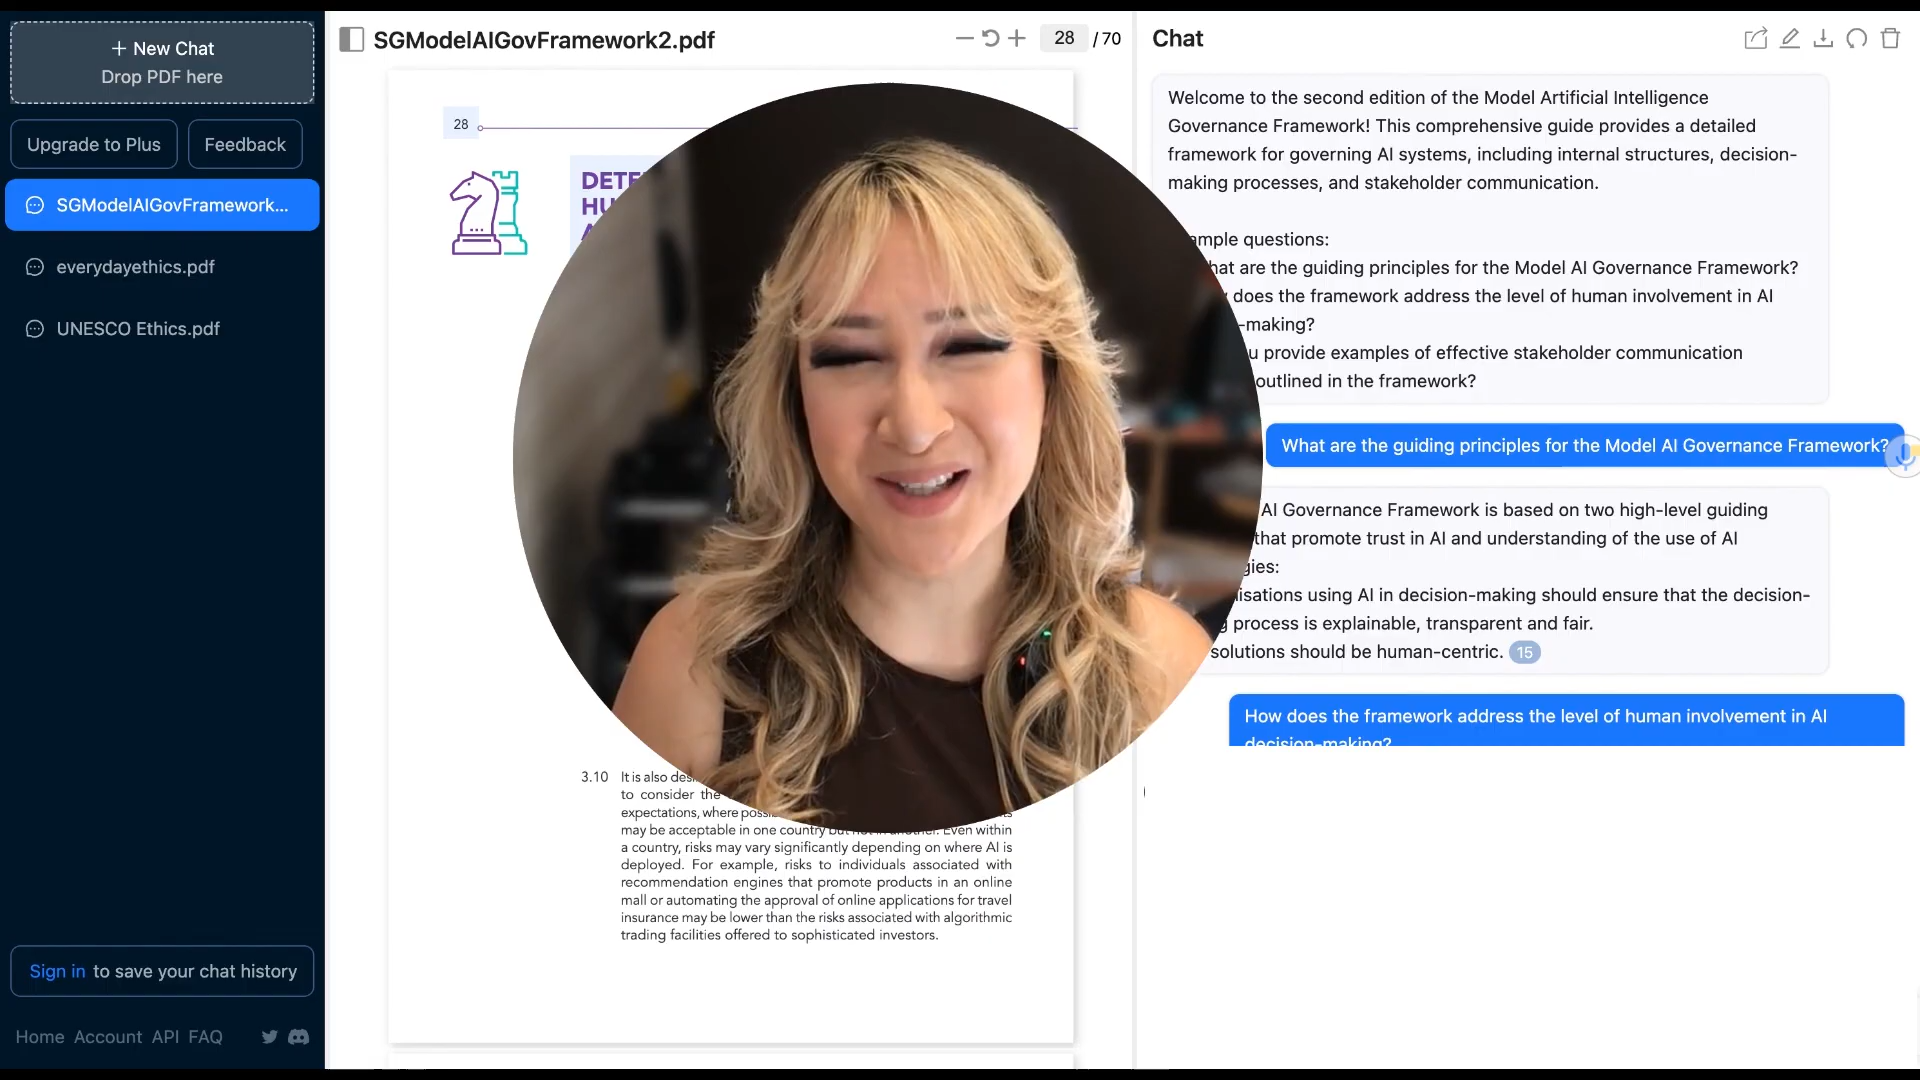 + New Chat
Drop PDF here
Upgrade to Plus
Feedback
SGModelAIGovFramework...
everydayethics.pdf
UNESCO Ethics.pdf
Sign in to save your chat history
Home Account API FAQ
SGModelAIGovFramework2.pdf
28 / 70
28
3.10 It is also
to consider the
expectations, where
may be acceptable in one country but not in another. Even within
a country, risks may vary significantly depending on where AI is
deployed. For example, risks to individuals associated with
recommendation engines that promote products in an online
mall or automating the approval of online applications for travel
insurance may be lower than the risks associated with algorithmic
trading facilities offered to sophisticated investors.
Chat
Welcome to the second edition of the Model Artificial Intelligence
Governance Framework! This comprehensive guide provides a detailed
framework for governing AI systems, including internal structures, decision-
making processes, and stakeholder communication.
questions:
are the guiding principles for the Model AI Governance Framework?
does the framework address the level of human involvement in AI
-making?
provide examples of effective stakeholder communication
outlined in the framework?
What are the guiding principles for the Model AI Governance Framework?
AI Governance Framework is based on two high-level guiding
that promote trust in AI and understanding of the use of AI
using AI in decision-making should ensure that the decision-
process is explainable, transparent and fair.
solutions should be human-centric. 15
How does the framework address the level of human involvement in AI
decision-making?